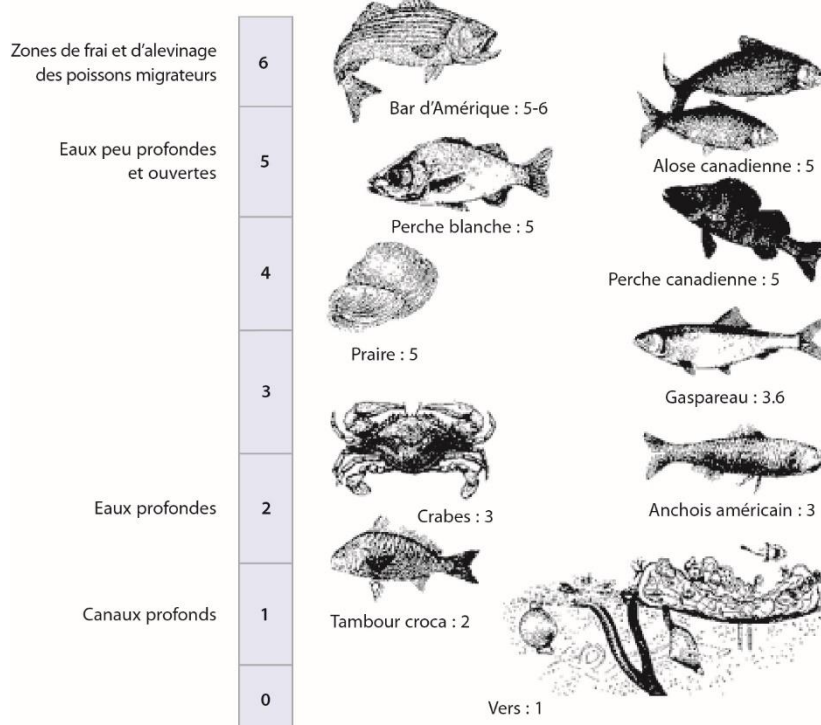 Zones de frai et d'alevinage
des poissons migrateurs
6
Bar d'Amérique : 5-6
Eaux peu profondes
et ouvertes
5
Alose canadienne : 5
Perche blanche : 5
4
Perche canadienne : 5
Praire : 5
3
Gaspareau : 3.6
Eaux profondes
2
Crabes : 3
Anchois américain : 3
Canaux profonds
1
Tambour croca : 2
0
Vers : 1